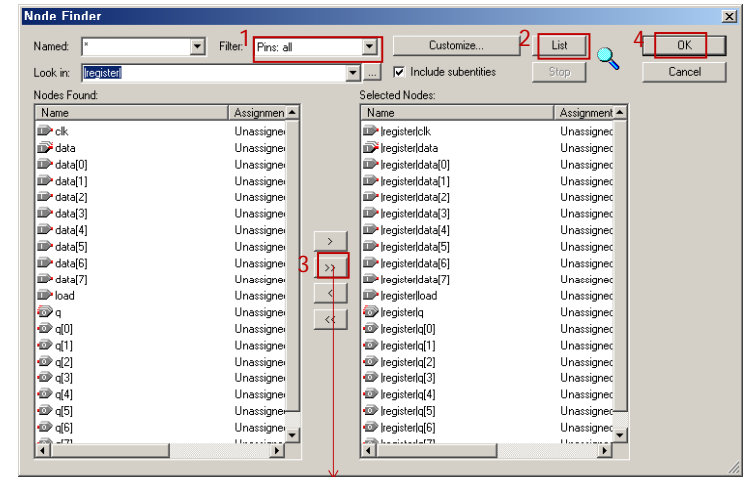 Node Finder
Named: * Filter: 1 Pins: all Customize... 2 List 4 OK
Look in: |register| ... Include subentities Stop Cancel
Nodes Found: Selected Nodes:
Name Assignmen Name Assignment
clk Unassigne |register|clk Unassigned
data Unassigne |register|data Unassigned
data[0] Unassigne |register|data[0] Unassigned
data[1] Unassigne |register|data[1] Unassigned
data[2] Unassigne |register|data[2] Unassigned
data[3] Unassigne |register|data[3] Unassigned
data[4] Unassigne |register|data[4] Unassigned
data[5] Unassigne > |register|data[5] Unassigned
data[6] Unassigne 3 >> |register|data[6] Unassigned
data[7] Unassigne |register|data[7] Unassigned
load Unassigne < |register|load Unassigned
q Unassigne << |register|q Unassigned
q[0] Unassigne |register|q[0] Unassigned
q[1] Unassigne |register|q[1] Unassigned
q[2] Unassigne |register|q[2] Unassigned
q[3] Unassigne |register|q[3] Unassigned
q[4] Unassigne |register|q[4] Unassigned
q[5] Unassigne |register|q[5] Unassigned
q[6] Unassigne |register|q[6] Unassigned
q[7] |register|q[7]